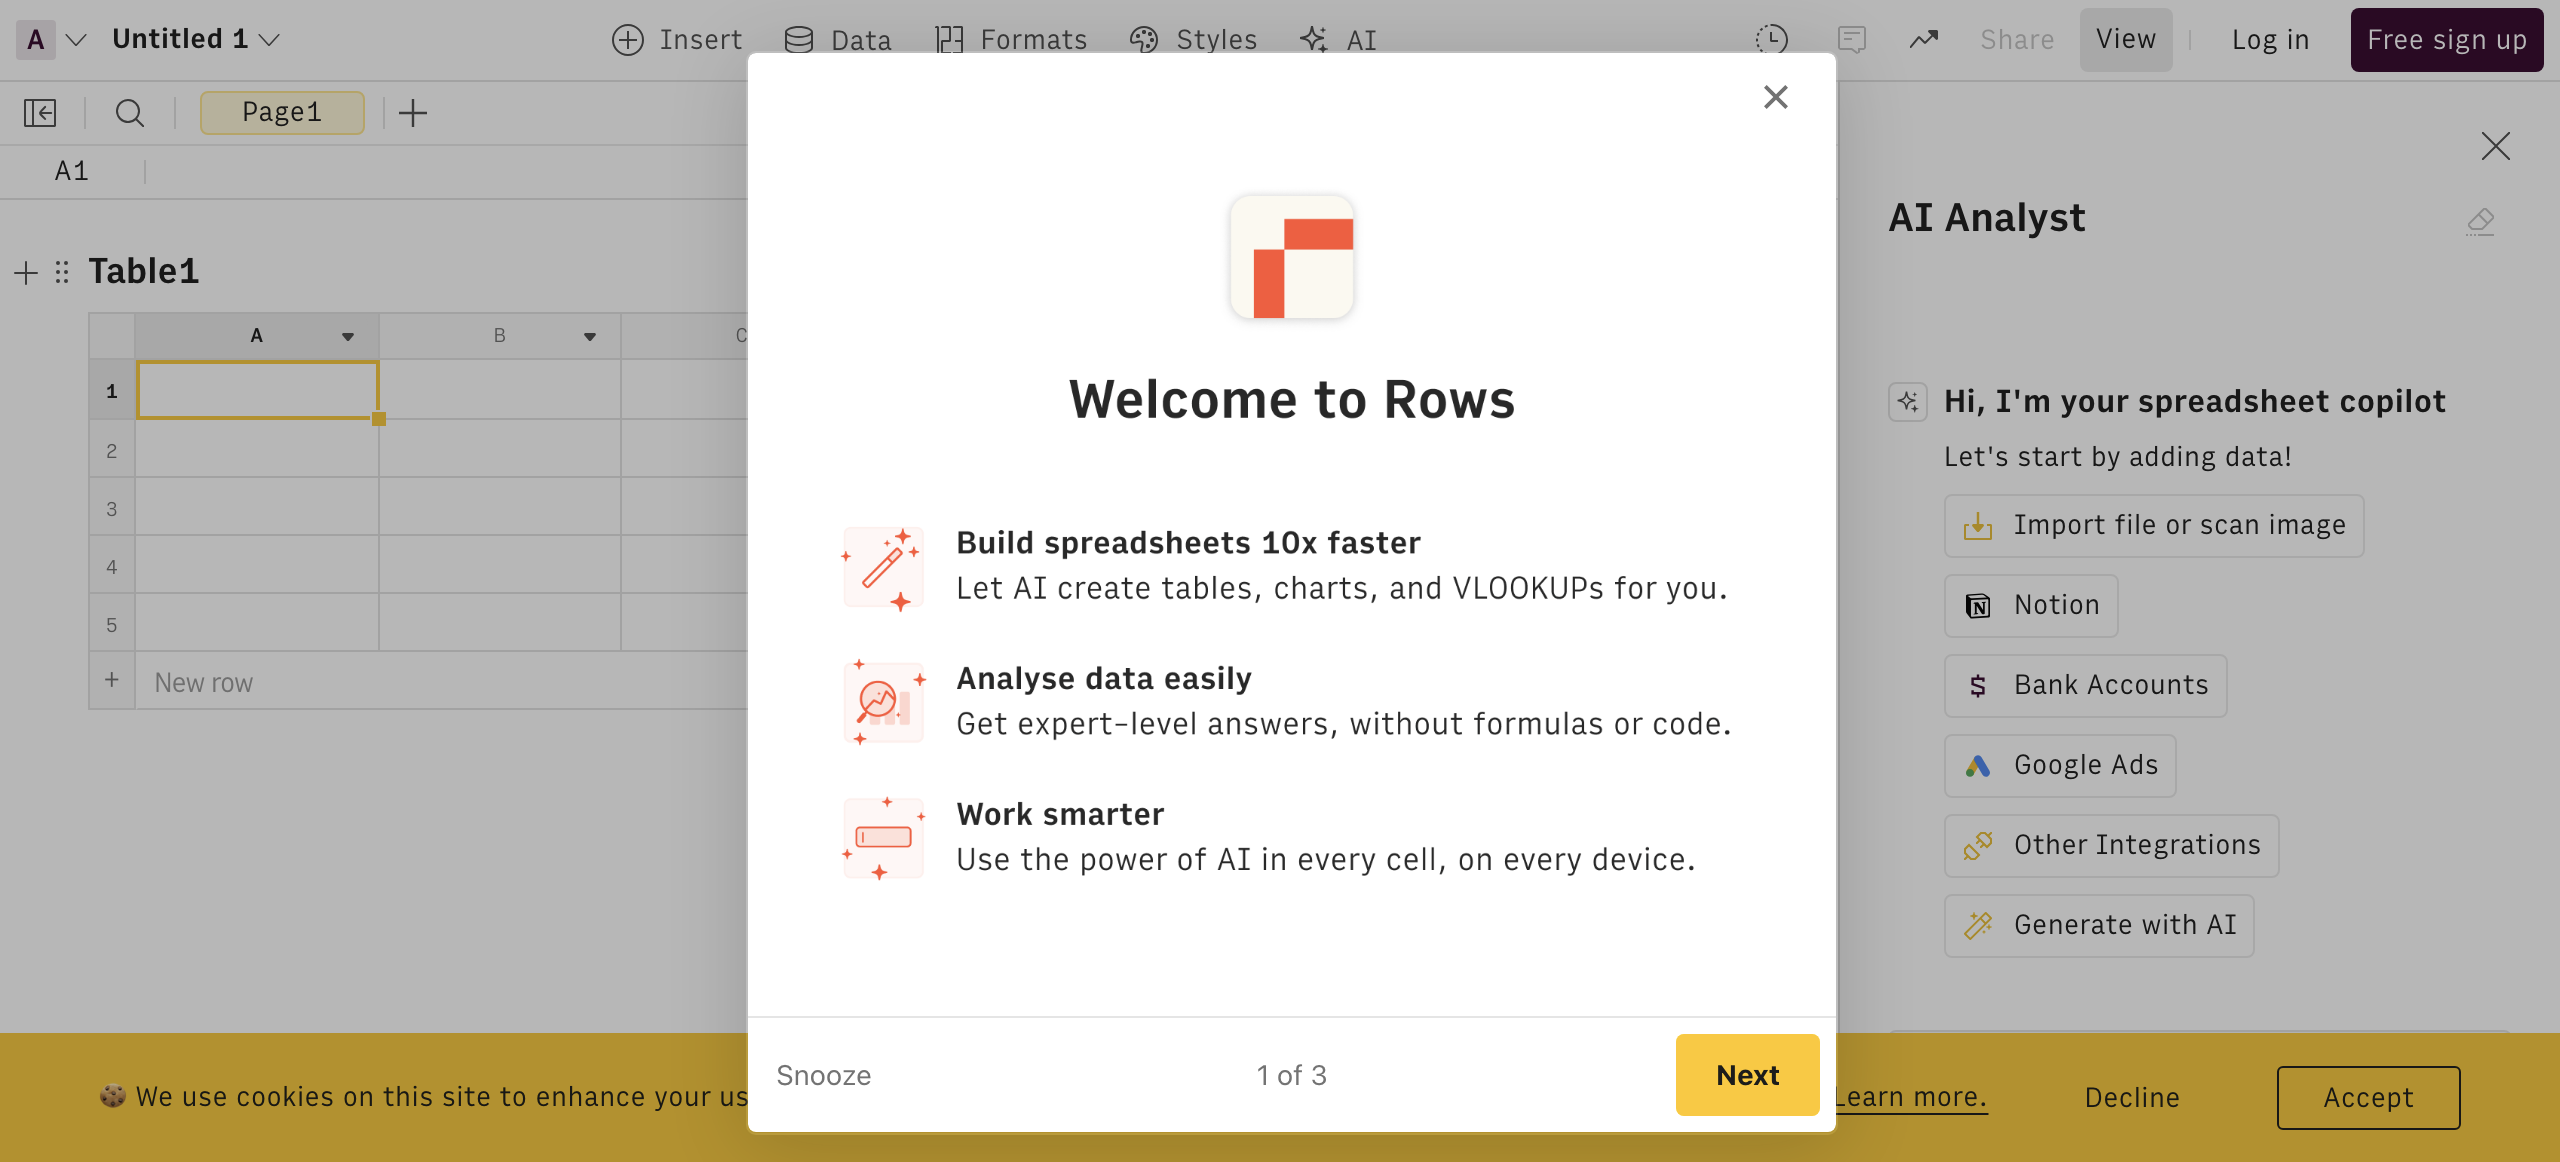 A
Untitled 1
Insert
Data
Formats
Styles
AI
Share
View
Log in
Free sign up
Page1
A1
Table1
A
B
C
1
2
3
4
5
+
New row
Welcome to Rows
Build spreadsheets 10x faster
Let AI create tables, charts, and VLOOKUPs for you.
Analyse data easily
Get expert-level answers, without formulas or code.
Work smarter
Use the power of AI in every cell, on every device.
Snooze
1 of 3
Next
AI Analyst
Hi, I'm your spreadsheet copilot
Let's start by adding data!
Import file or scan image
Notion
$ Bank Accounts
Google Ads
Other Integrations
Generate with AI
We use cookies on this site to enhance your us
Learn more.
Decline
Accept